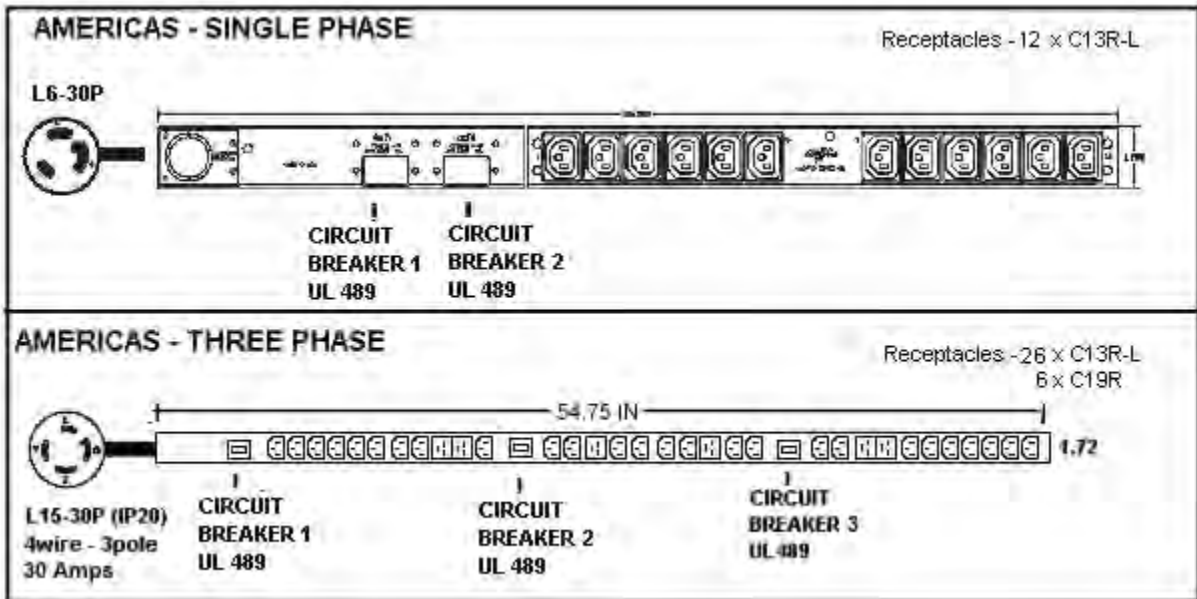 AMERICAS - SINGLE PHASE
Receptacles - 12 x C13R-L
L6-30P
CIRCUIT BREAKER 1 UL 489
CIRCUIT BREAKER 2 UL 489
AMERICAS - THREE PHASE
Receptacles - 26 x C13R-L
6 x C19R
54.75 IN
1.72
L15-30P (IP20)
4wire - 3pole
30 Amps
CIRCUIT
BREAKER 1
UL 489
CIRCUIT
BREAKER 2
UL 489
CIRCUIT
BREAKER 3
UL 489